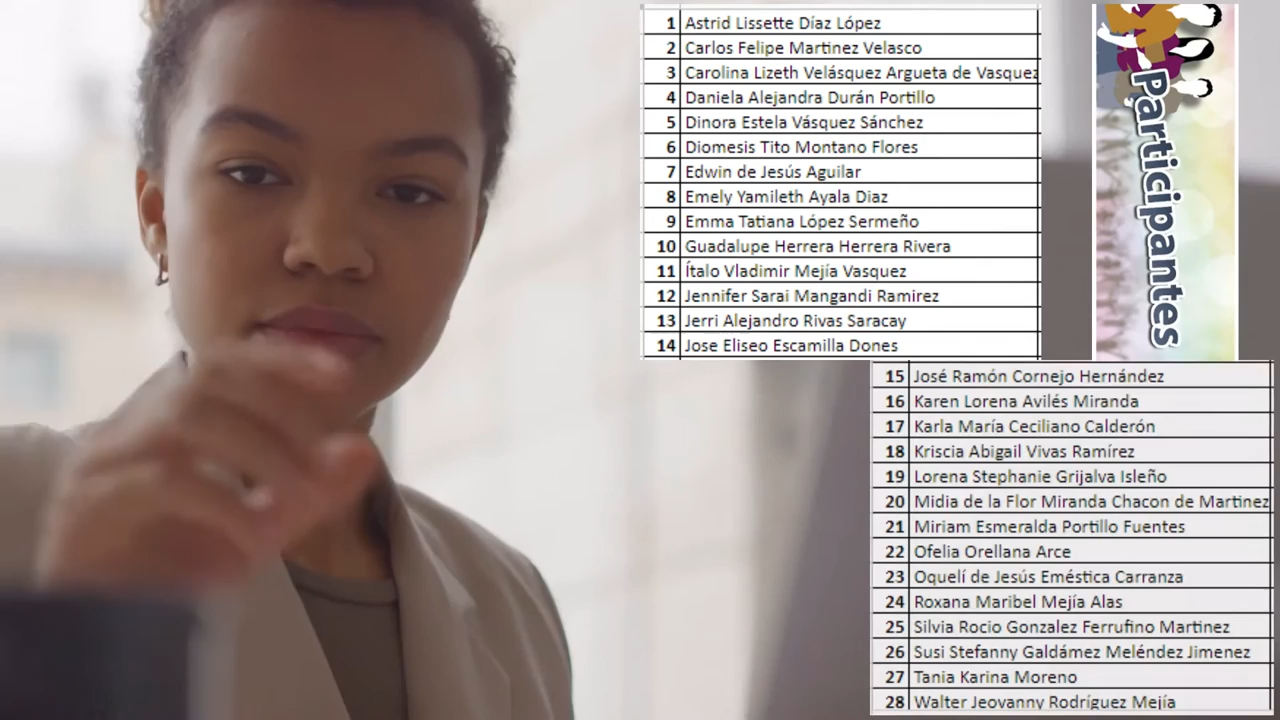 1 Astrid Lissette Díaz López
2 Carlos Felipe Martinez Velasco
3 Carolina Lizeth Velásquez Argueta de Vasquez
4 Daniela Alejandra Durán Portillo
5 Dinora Estela Vásquez Sánchez
6 Diomesis Tito Montano Flores
7 Edwin de Jesús Aguilar
8 Emely Yamileth Ayala Diaz
9 Emma Tatiana López Sermeño
10 Guadalupe Herrera Herrera Rivera
11 Ítalo Vladimir Mejía Vasquez
12 Jennifer Sarai Mangandi Ramirez
13 Jerri Alejandro Rivas Saracay
14 Jose Eliseo Escamilla Dones
Participantes
15 José Ramón Cornejo Hernández
16 Karen Lorena Avilés Miranda
17 Karla María Ceciliano Calderón
18 Kriscia Abigail Vivas Ramírez
19 Lorena Stephanie Grijalva Isleño
20 Midia de la Flor Miranda Chacon de Martinez
21 Miriam Esmeralda Portillo Fuentes
22 Ofelia Orellana Arce
23 Oquelí de Jesús Eméstica Carranza
24 Roxana Maribel Mejía Alas
25 Silvia Rocio Gonzalez Ferrufino Martinez
26 Susi Stefanny Galdámez Meléndez Jimenez
27 Tania Karina Moreno
28 Walter Jeovanny Rodríguez Mejía